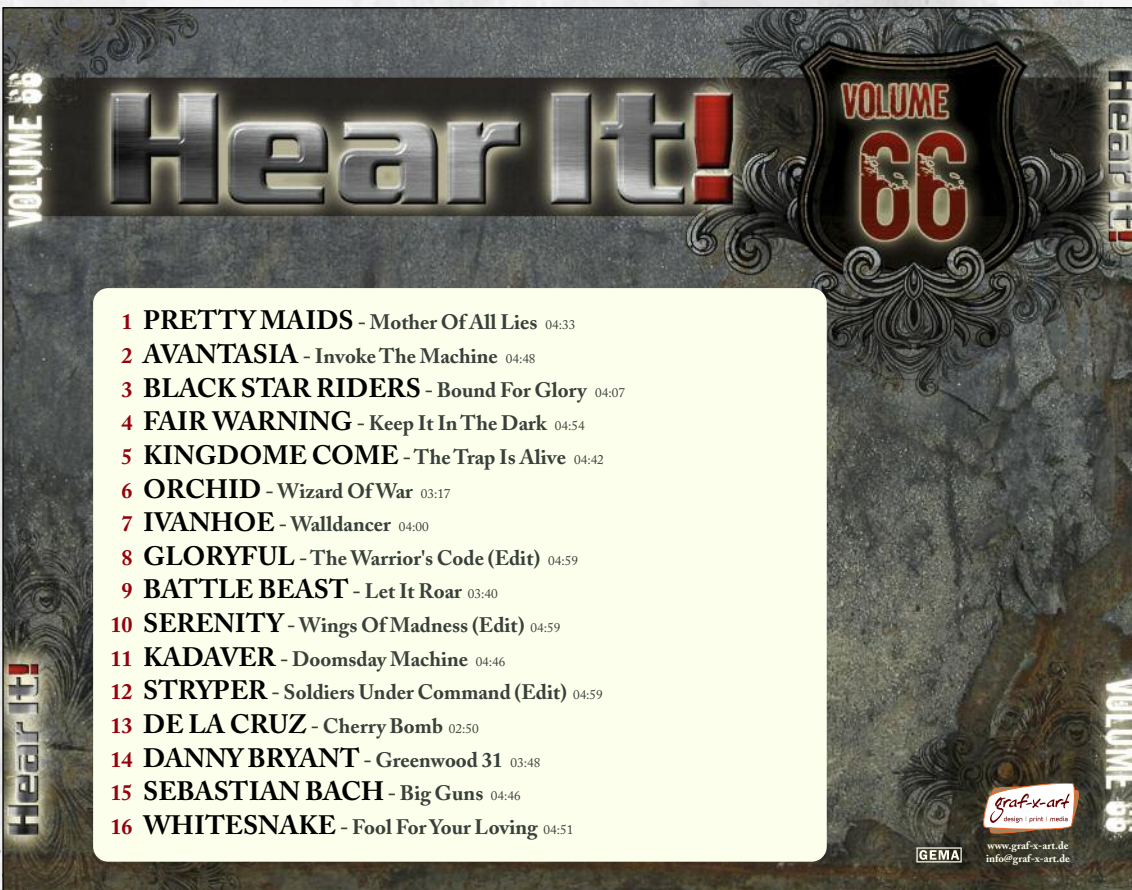 VOLUME 66
Hear It!
VOLUME
66
Hear It!
1 PRETTY MAIDS - Mother Of All Lies 04:33
2 AVANTASIA - Invoke The Machine 04:48
3 BLACK STAR RIDERS - Bound For Glory 04:07
4 FAIR WARNING - Keep It In The Dark 04:54
5 KINGDOME COME - The Trap Is Alive 04:42
6 ORCHID - Wizard Of War 03:17
7 IVANHOE - Walldancer 04:00
8 GLORYFUL - The Warrior's Code (Edit) 04:59
9 BATTLE BEAST - Let It Roar 03:40
10 SERENITY - Wings Of Madness (Edit) 04:59
11 KADAVER - Doomsday Machine 04:46
12 STRYPER - Soldiers Under Command (Edit) 04:59
13 DE LA CRUZ - Cherry Bomb 02:50
14 DANNY BRYANT - Greenwood 31 03:48
15 SEBASTIAN BACH - Big Guns 04:46
16 WHITESNAKE - Fool For Your Loving 04:51
Hear It!
VOLUME 66
graf-x-art
design | print | media
GEMA
www.graf-x-art.de
info@graf-x-art.de